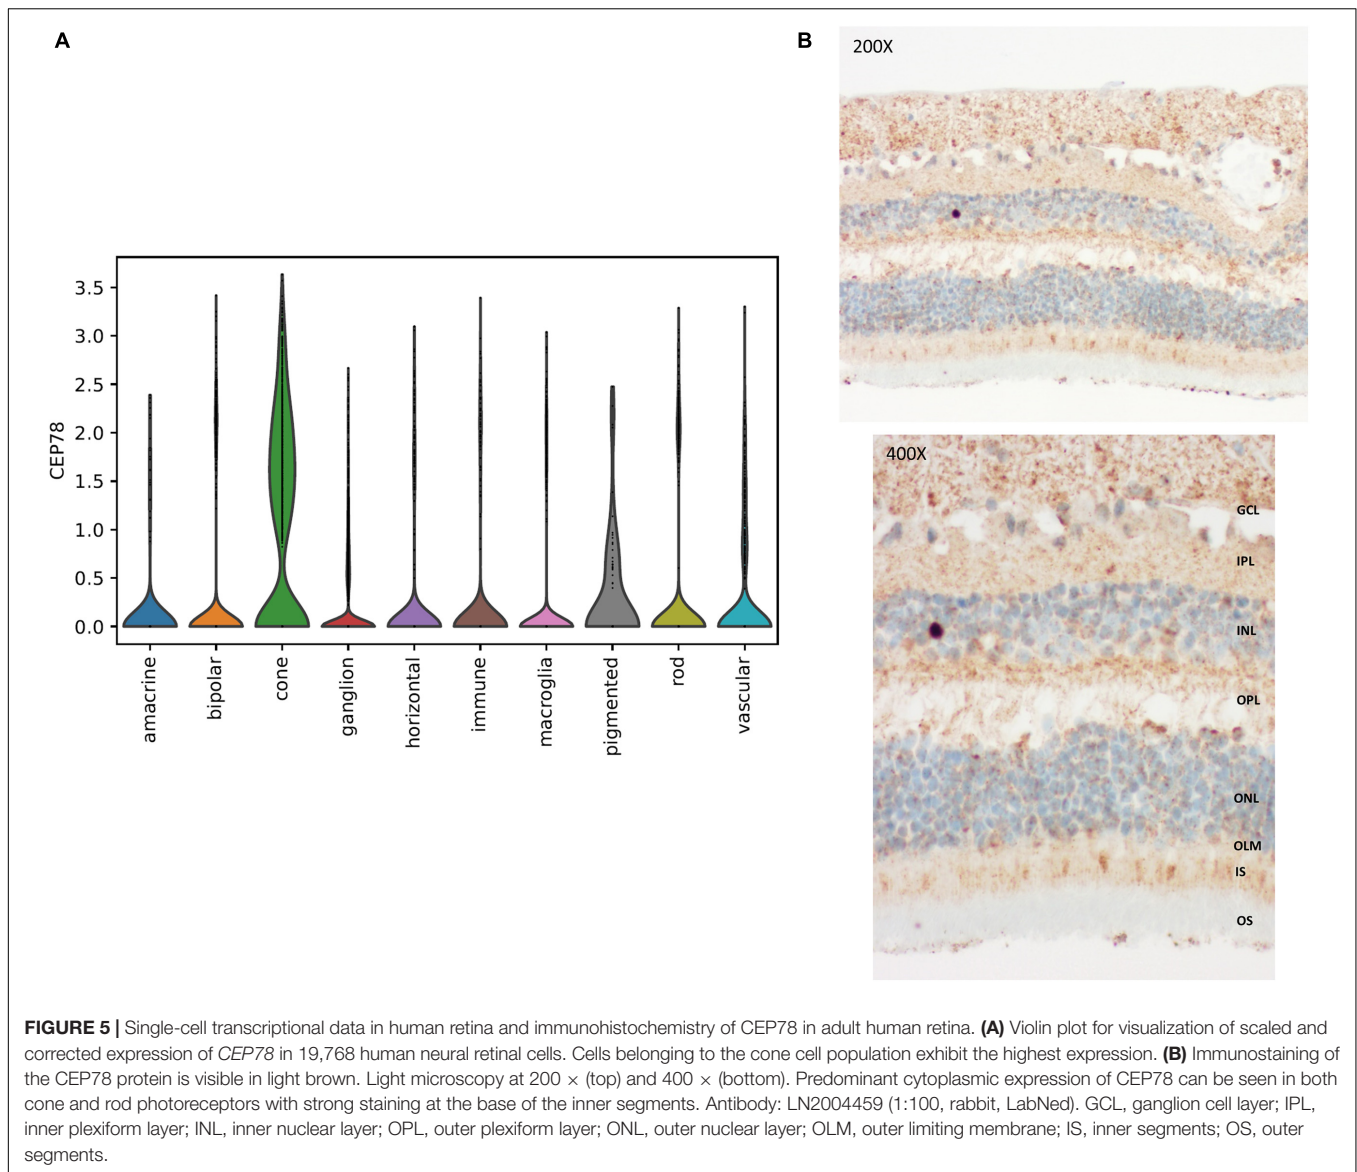 A
B
200X
3.5
3.0
2.5
2.0
1.5
1.0
0.5
0.0
CEP78
amacrine
bipolar
cone
ganglion
horizontal
immune
macroglia
pigmented
rod
vascular
400X
GCL
IPL
INL
OPL
ONL
OLM
IS
OS
FIGURE 5 | Single-cell transcriptional data in human retina and immunohistochemistry of CEP78 in adult human retina. (A) Violin plot for visualization of scaled and
corrected expression of CEP78 in 19,768 human neural retinal cells. Cells belonging to the cone cell population exhibit the highest expression. (B) Immunostaining of
the CEP78 protein is visible in light brown. Light microscopy at 200 × (top) and 400 × (bottom). Predominant cytoplasmic expression of CEP78 can be seen in both
cone and rod photoreceptors with strong staining at the base of the inner segments. Antibody: LN2004459 (1:100, rabbit, LabNed). GCL, ganglion cell layer; IPL,
inner plexiform layer; INL, inner nuclear layer; OPL, outer plexiform layer; ONL, outer nuclear layer; OLM, outer limiting membrane; IS, inner segments; OS, outer
segments.